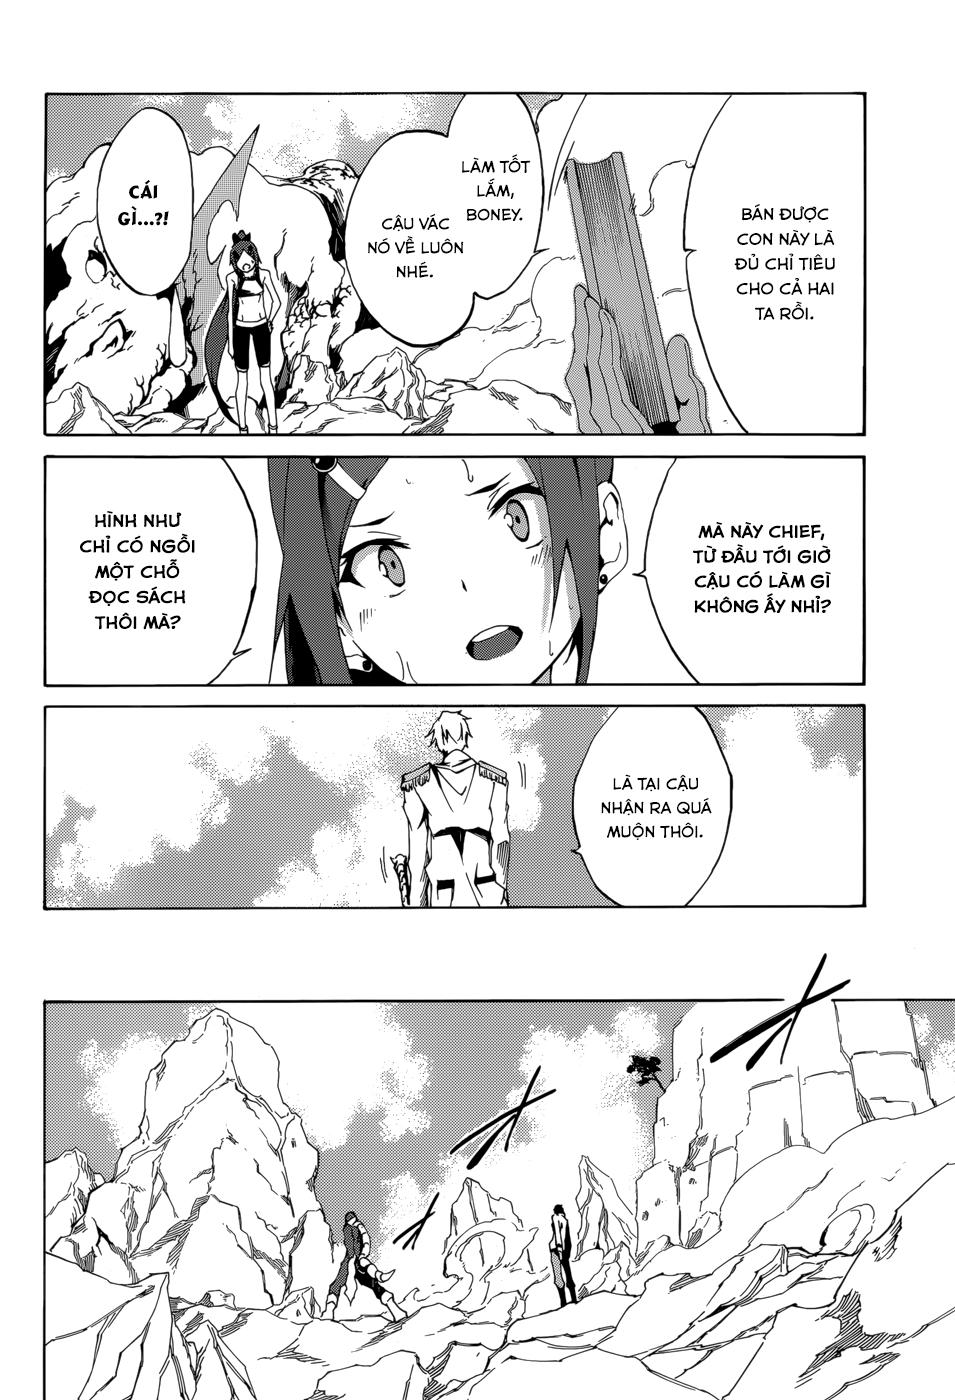 BÁN ĐƯỢC
CON NÀY LÀ
ĐỦ CHỈ TIÊU
CHO CẢ HAI
TA RỒI.
LÀM TỐT
LẮM,
BONEY.
CẬU VÁC
NÓ VỀ LUÔN
NHÉ.
CÁI
GÌ...?!
MÀ NÀY CHIEF,
TỪ ĐẦU TỚI GIỜ
CẬU CÓ LÀM GÌ
KHÔNG ẤY NHỈ?
HÌNH NHƯ
CHỈ CÓ NGỒI
MỘT CHỖ
ĐỌC SÁCH
THÔI MÀ?
LÀ TẠI CẬU
NHẬN RA QUÁ
MUỘN THÔI.